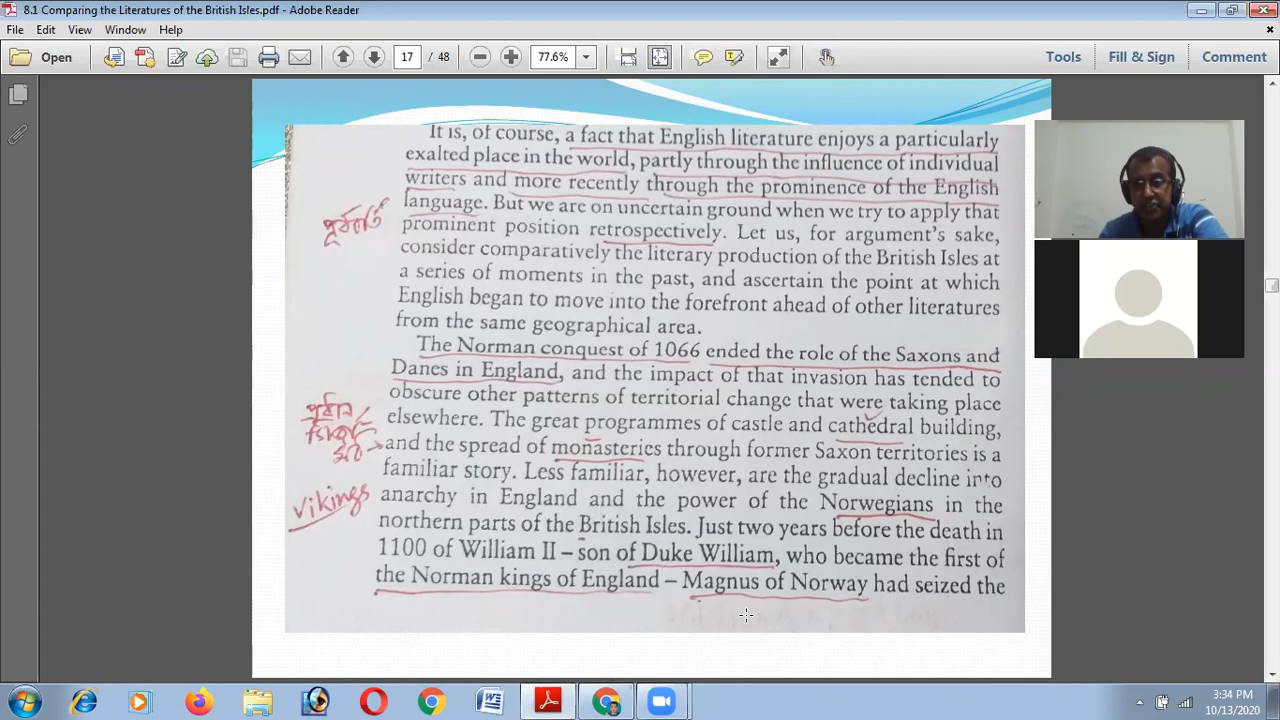 8.1 Comparing the Literatures of the British Isles.pdf - Adobe Reader
File Edit View Window Help
Open 17 / 48 77.6% Tools Fill & Sign Comment
It is, of course, a fact that English literature enjoys a particularly
exalted place in the world, partly through the influence of individual
writers and more recently through the prominence of the English
language. But we are on uncertain ground when we try to apply that
prominent position retrospectively. Let us, for argument's sake,
consider comparatively the literary production of the British Isles at
a series of moments in the past, and ascertain the point at which
English began to move into the forefront ahead of other literatures
from the same geographical area.
The Norman conquest of 1066 ended the role of the Saxons and
Danes in England, and the impact of that invasion has tended to
obscure other patterns of territorial change that were taking place
elsewhere. The great programmes of castle and cathedral building,
and the spread of monasteries through former Saxon territories is a
familiar story. Less familiar, however, are the gradual decline into
anarchy in England and the power of the Norwegians in the
northern parts of the British Isles. Just two years before the death in
1100 of William II – son of Duke William, who became the first of
the Norman kings of England – Magnus of Norway had seized the
Vikings
3:34 PM
10/13/2020